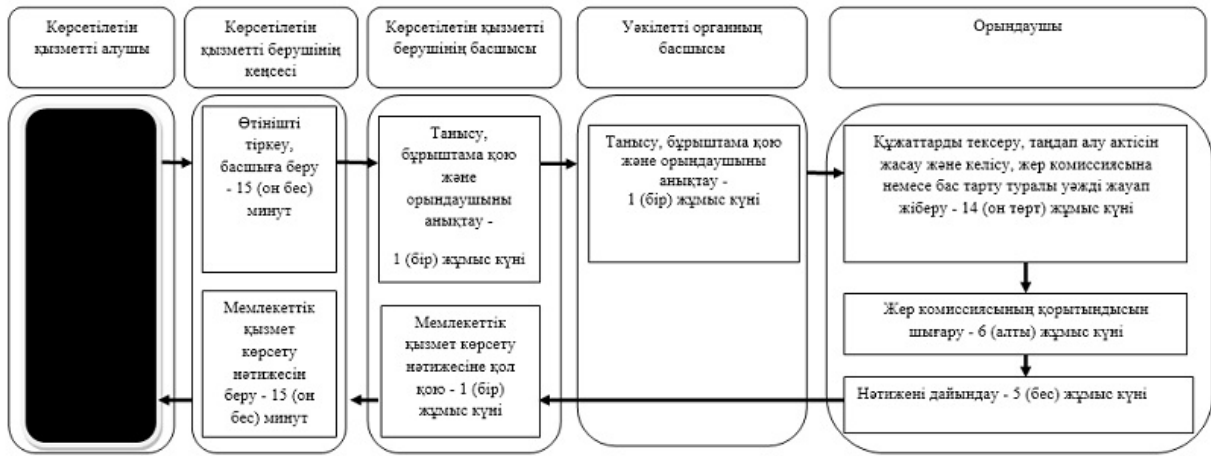 Көрсетілетін
қызметті алушы
Көрсетілетін
қызметті берушінің
кеңсесі
Көрсетілетін қызметті
берушінің басшысы
Уәкілетті органның
басшысы
Орындаушы
Өтінішті
тіркеу,
басшыға беру
- 15 (он бес)
минут
Танысу,
бұрыштама қою
және
орындаушыны
анықтау -
1 (бір) жұмыс күні
Танысу, бұрыштама қою
және орындаушыны
анықтау -
1 (бір) жұмыс күні
Құжаттарды тексеру, таңдап алу актісін
жасау және келісу, жер комиссиясына
немесе бас тарту туралы уәжді жауап
жіберу - 14 (он төрт) жұмыс күні
Жер комиссиясының қорытындысын
шығару - 6 (алты) жұмыс күні
Нәтижені дайындау - 5 (бес) жұмыс күні
Мемлекеттік
қызмет көрсету
нәтижесіне қол
қою - 1 (бір)
жұмыс күні
Мемлекеттік
қызмет
көрсету
нәтижесін
беру - 15 (он
бес) минут